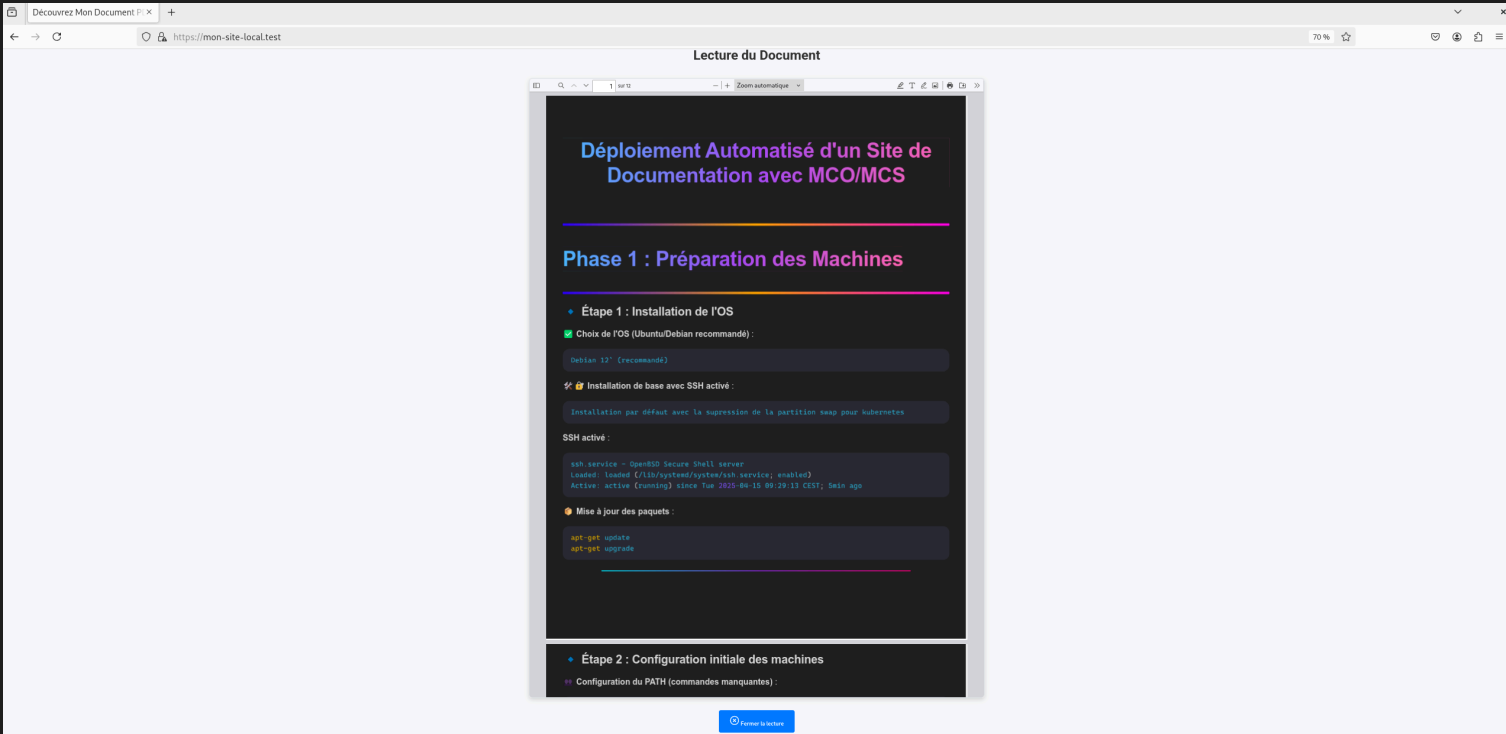 Découvrez Mon Document P
https://mon-site-local.test
70 %
Lecture du Document
1 sur 12
Zoom automatique
Déploiement Automatisé d'un Site de
Documentation avec MCO/MCS
Phase 1 : Préparation des Machines
Étape 1 : Installation de l'OS
Choix de l'OS (Ubuntu/Debian recommandé) :
Debian 12" (recommandé)
Installation de base avec SSH activé :
Installation par défaut avec la supression de la partition swap pour kubernetes
SSH activé :
ssh.service - OpenBSD Secure Shell server
Loaded: loaded (/lib/systemd/system/ssh.service; enabled)
Active: active (running) since Tue 2025-04-15 09:29:13 CEST; 5min ago
Mise à jour des paquets :
apt-get update
apt-get upgrade
Étape 2 : Configuration initiale des machines
Configuration du PATH (commandes manquantes) :
Fermer la lecture